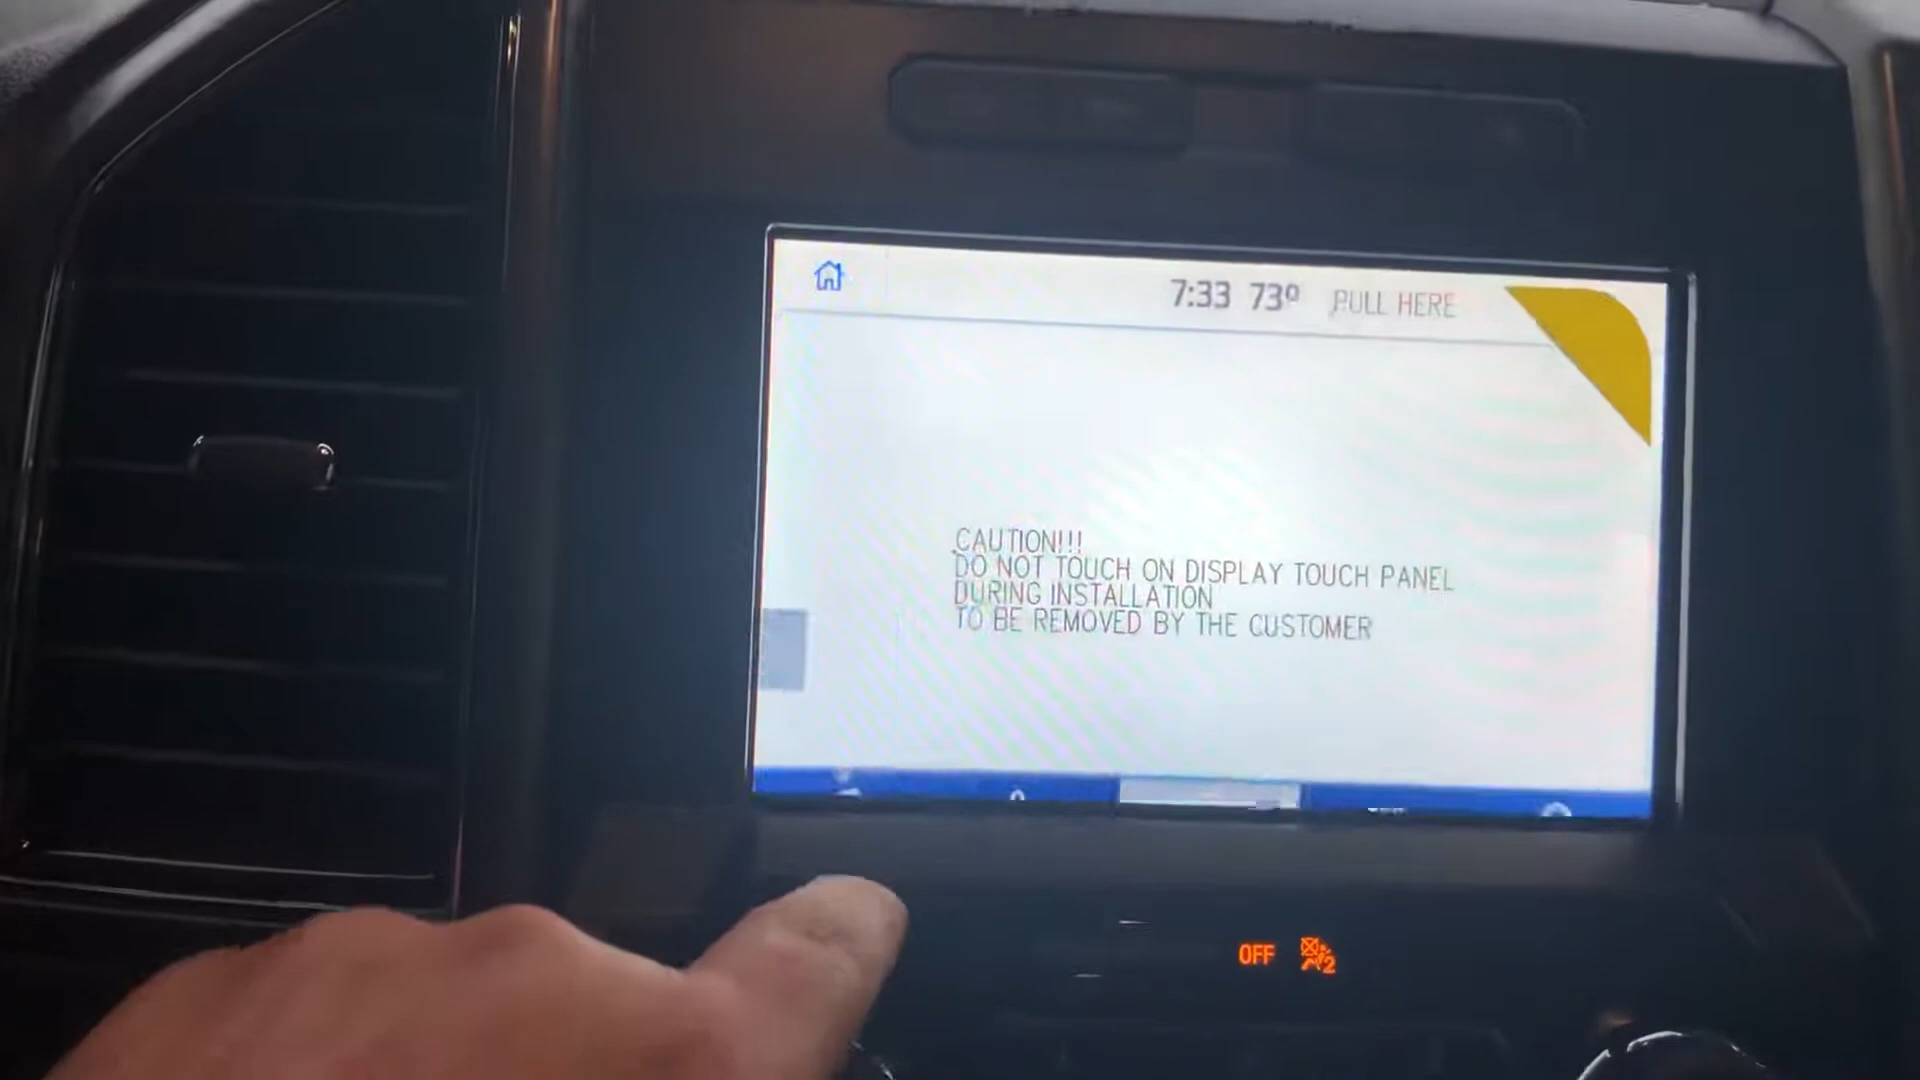 7:33 73º PULL HERE
CAUTION!!!
DO NOT TOUCH ON DISPLAY TOUCH PANEL
DURING INSTALLATION
TO BE REMOVED BY THE CUSTOMER
OFF 2